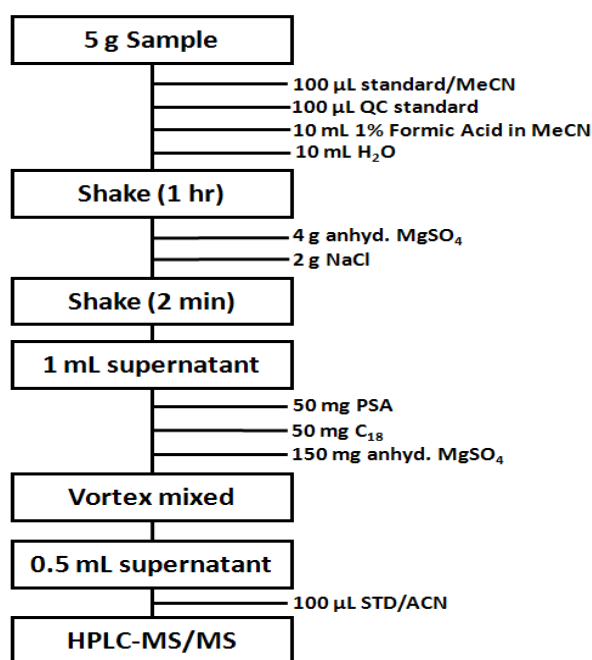 5 g Sample
100 µL standard/MeCN
100 µL QC standard
10 mL 1% Formic Acid in MeCN
10 mL H₂O
Shake (1 hr)
4 g anhyd. MgSO₄
2 g NaCl
Shake (2 min)
1 mL supernatant
50 mg PSA
50 mg C₁₈
150 mg anhyd. MgSO₄
Vortex mixed
0.5 mL supernatant
100 µL STD/ACN
HPLC-MS/MS